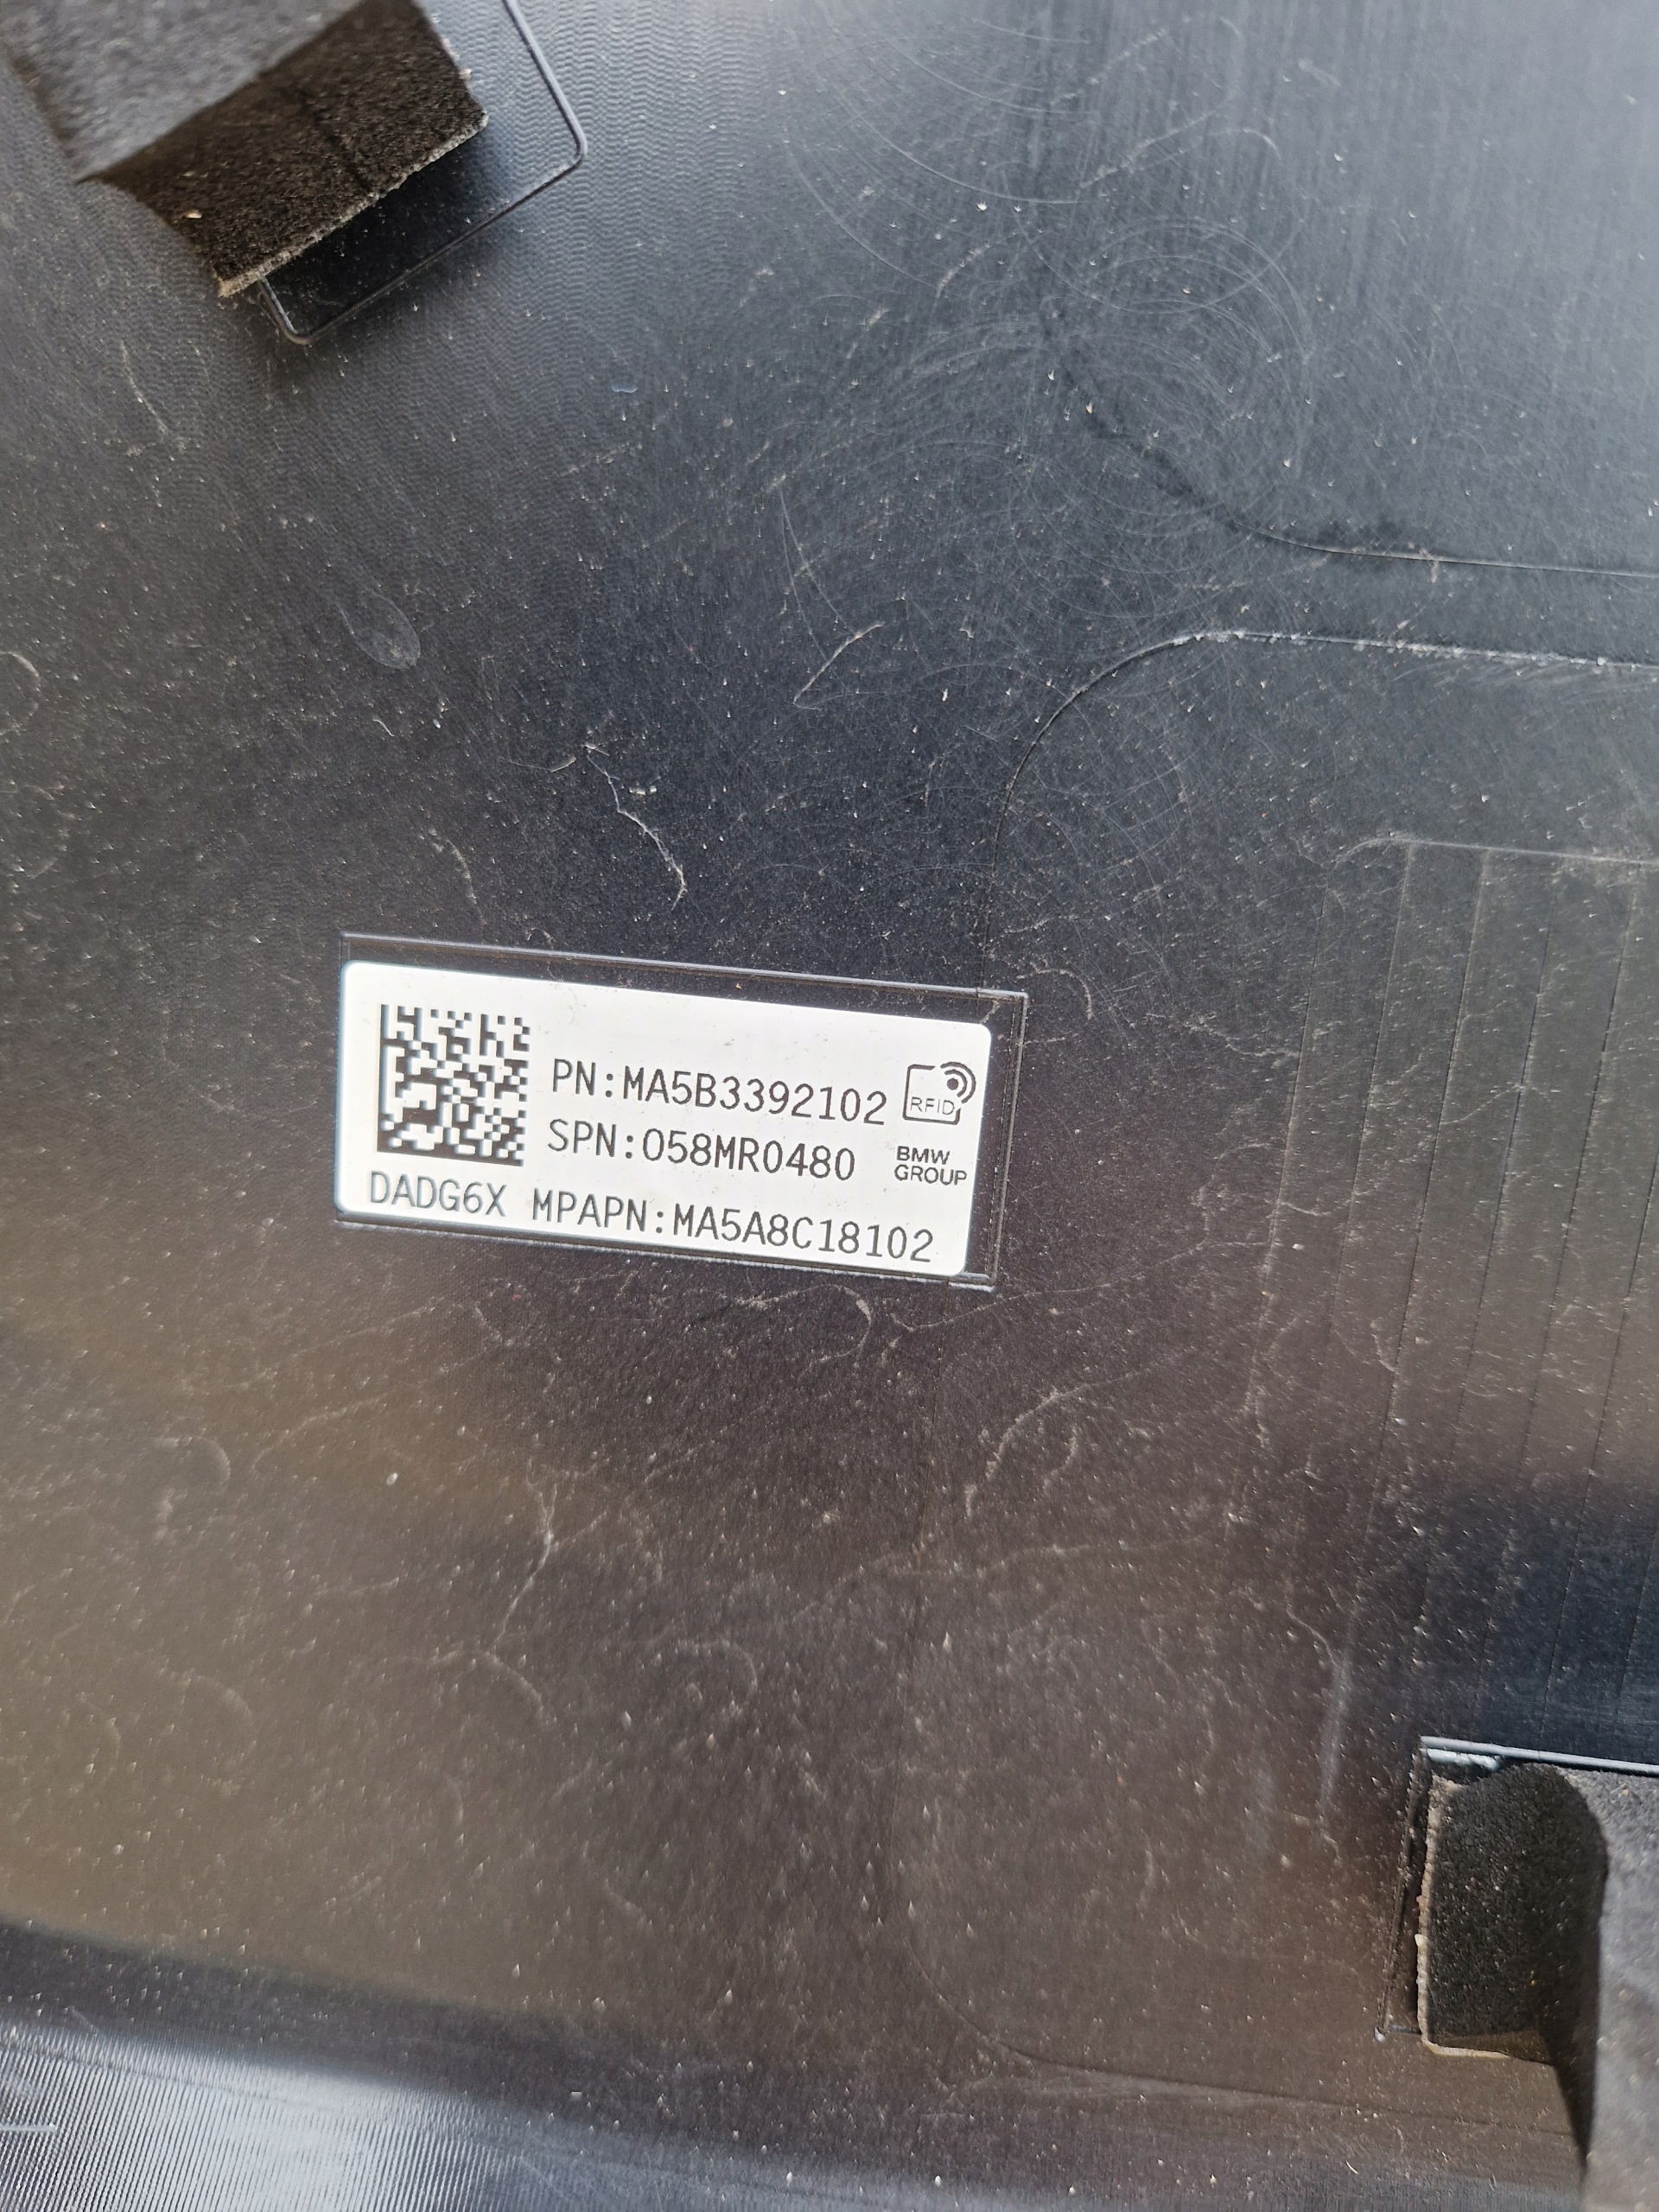 PN:MA5B3392102
RFID
SPN:058MR0480
BMW
GROUP
DADG6X MPAPN:MA5A8C18102